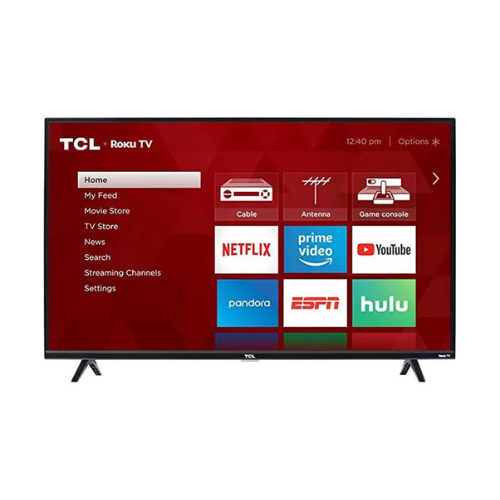 TCL • Roku TV
12:40 pm | Options ✳
Home
My Feed
Movie Store
TV Store
News
Search
Streaming Channels
Settings
Cable
Antenna
Game console
NETFLIX
prime video
YouTube
pandora
ESPN
hulu
TCL
Roku TV